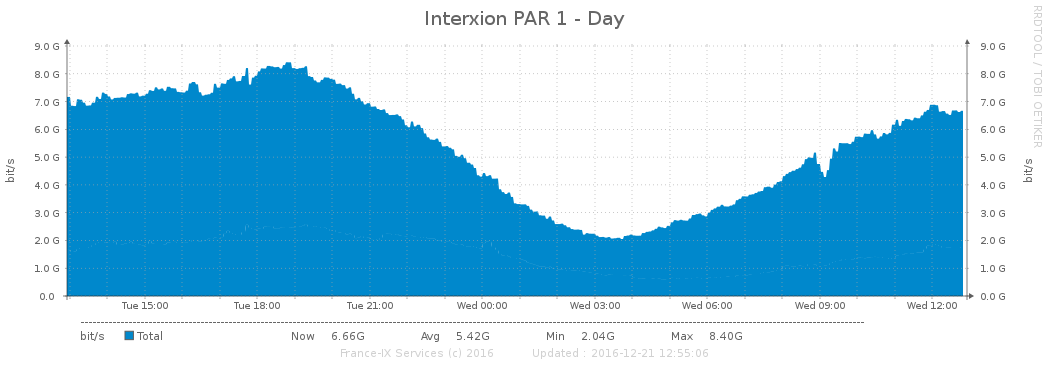 Interxion PAR 1 - Day
RRDTOOL / TOBI OETIKER
9.0 G 9.0 G
8.0 G 8.0 G
7.0 G 7.0 G
6.0 G 6.0 G
5.0 G 5.0 G
4.0 G 4.0 G
3.0 G 3.0 G
2.0 G 2.0 G
1.0 G 1.0 G
0.0 0.0 G
bit/s
bit/s
Tue 15:00 Tue 18:00 Tue 21:00 Wed 00:00 Wed 03:00 Wed 06:00 Wed 09:00 Wed 12:00
bit/s Total Now 6.66G Avg 5.42G Min 2.04G Max 8.40G
France-IX Services (c) 2016 Updated : 2016-12-21 12:55:06